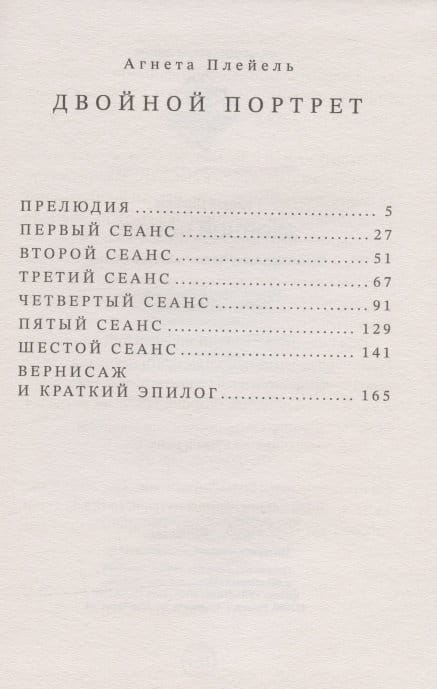 Агнета Плейель
ДВОЙНОЙ ПОРТРЕТ
ПРЕЛЮДИЯ.............................. 5
ПЕРВЫЙ СЕАНС......................... 27
ВТОРОЙ СЕАНС......................... 51
ТРЕТИЙ СЕАНС......................... 67
ЧЕТВЕРТЫЙ СЕАНС..................... 91
ПЯТЫЙ СЕАНС.......................... 129
ШЕСТОЙ СЕАНС......................... 141
ВЕРНИСАЖ
И КРАТКИЙ ЭПИЛОГ.................... 165